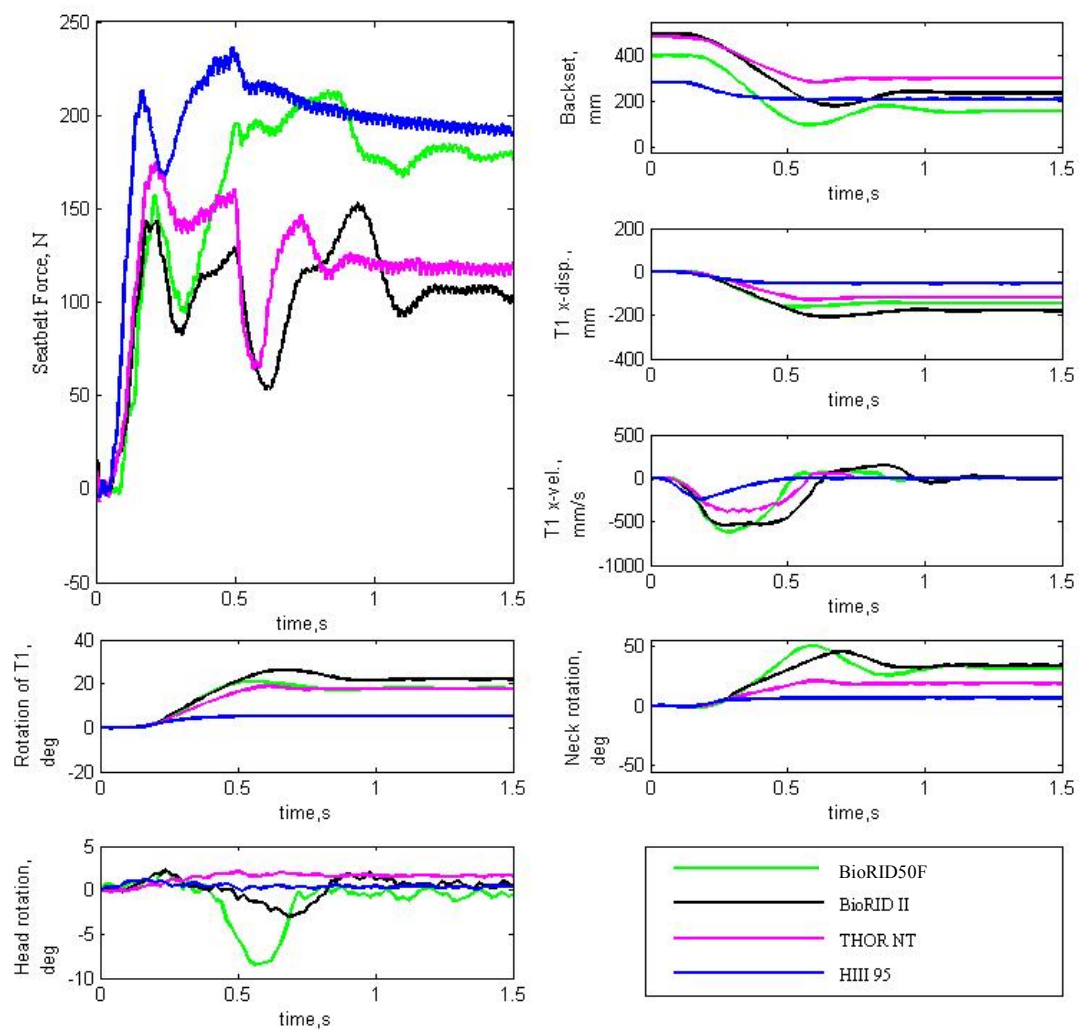 250
200
150
100
50
0
-50
Seatbelt Force, N
0 0.5 1 1.5
time,s
400
200
0
Backset,
mm
0 0.5 1 1.5
time,s
200
0
-200
-400
T1 x-disp.,
mm
0 0.5 1 1.5
time,s
500
0
-500
-1000
T1 x-vel.,
mm/s
0 0.5 1 1.5
time,s
40
20
0
-20
Rotation of T1,
deg
0 0.5 1 1.5
time,s
50
0
-50
Neck rotation,
deg
0 0.5 1 1.5
time,s
5
0
-5
-10
Head rotation,
deg
0 0.5 1 1.5
time,s
BioRID50F
BioRID II
THOR NT
HIII 95